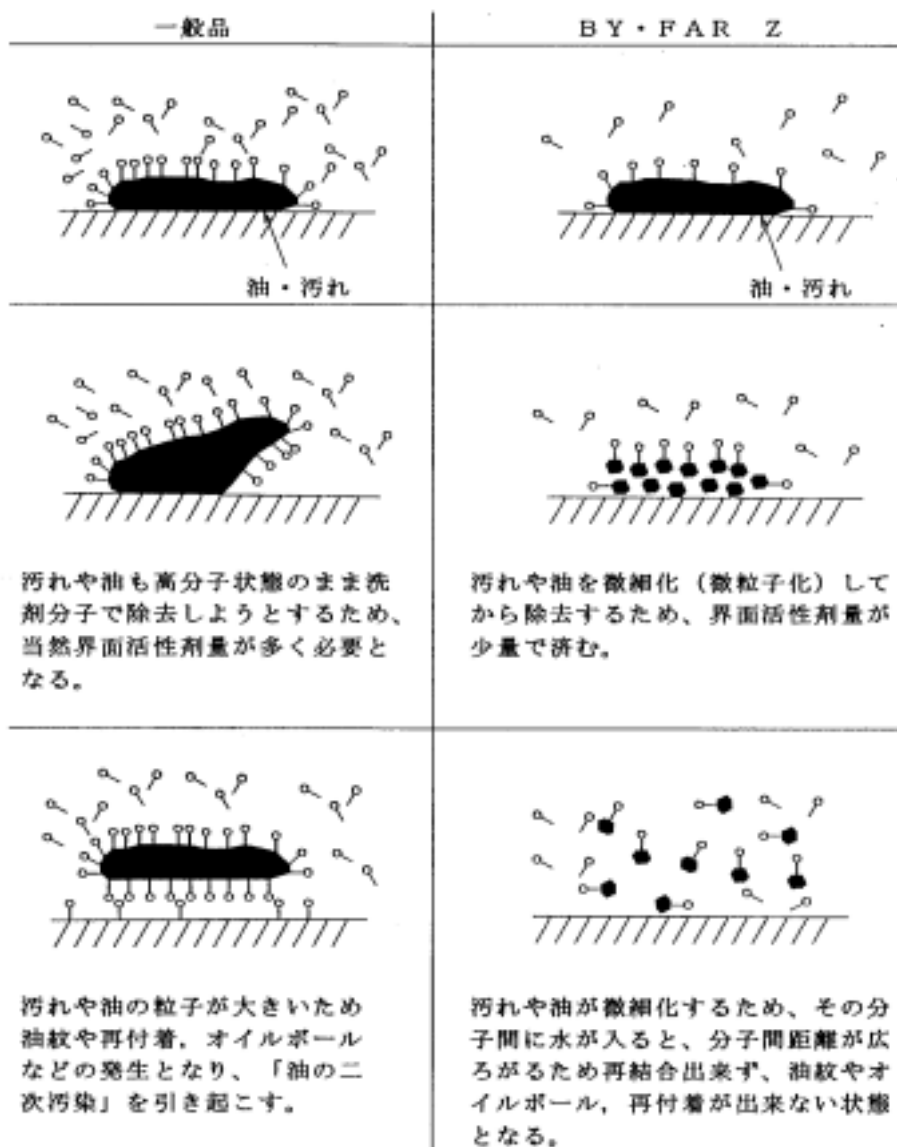 一般品
BY・FAR Z
油・汚れ
油・汚れ
汚れや油も高分子状態のまま洗
剤分子で除去しようとするため、
当然界面活性剤量が多く必要と
なる。
汚れや油を微細化（微粒子化）して
から除去するため、界面活性剤量が
少量で済む。
汚れや油の粒子が大きいため
油紋や再付着，オイルボール
などの発生となり、「油の二
次汚染」を引き起こす。
汚れや油が微細化するため、その分
子間に水が入ると、分子間距離が広
ろがるため再結合出来ず、油紋やオ
イルボール，再付着が出来ない状態
となる。